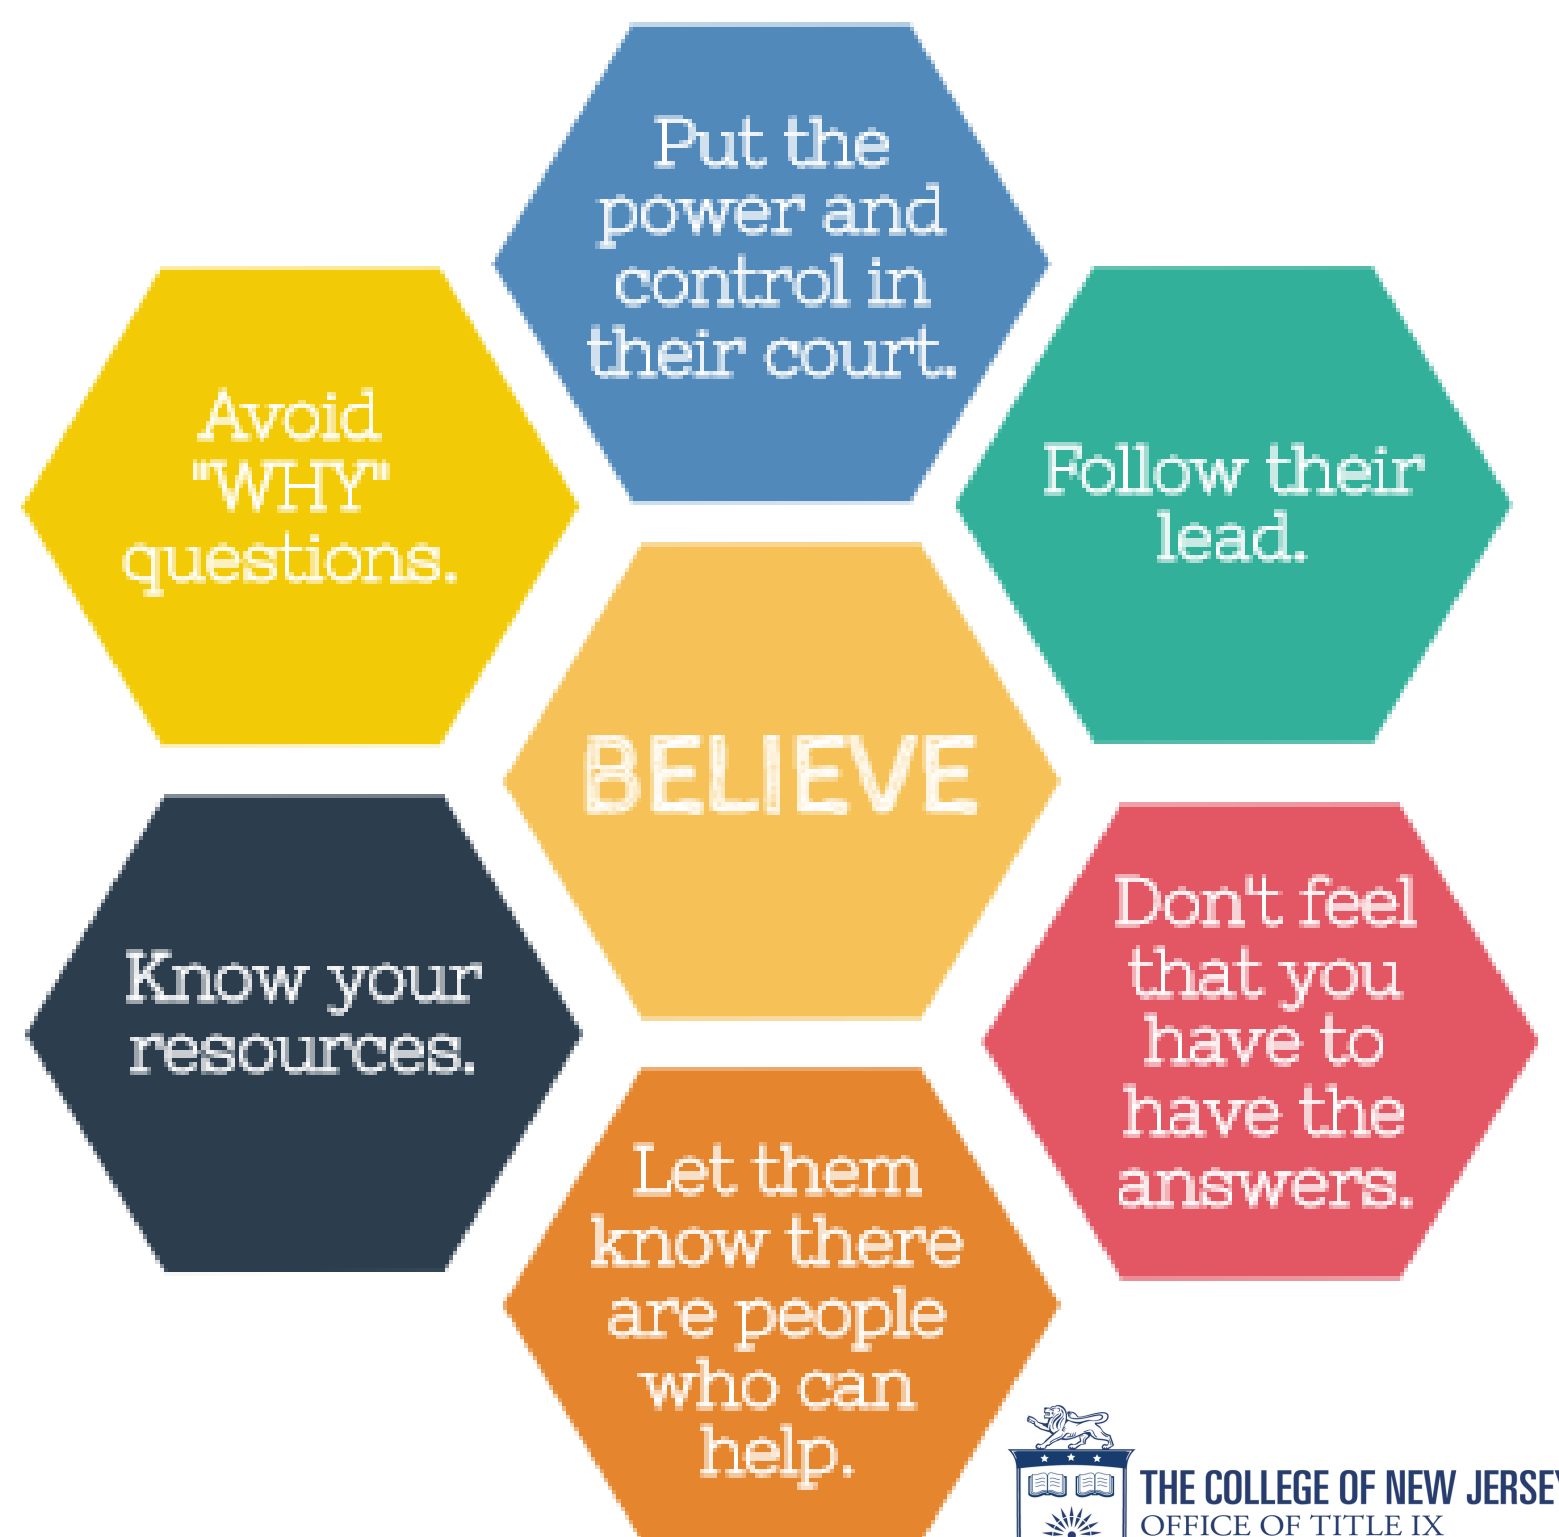 Put the
power and
control in
their court.
Avoid
"WHY"
questions.
Follow their
lead.
BELIEVE
Know your
resources.
Don't feel
that you
have to
have the
answers.
Let them
know there
are people
who can
help.
THE COLLEGE OF NEW JERSEY
OFFICE OF TITLE IX